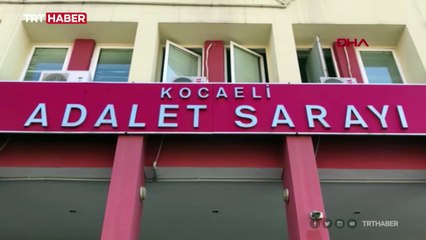 TRT HABER
DHA
KOCAELİ
ADALET SARAYI
TRTHABER